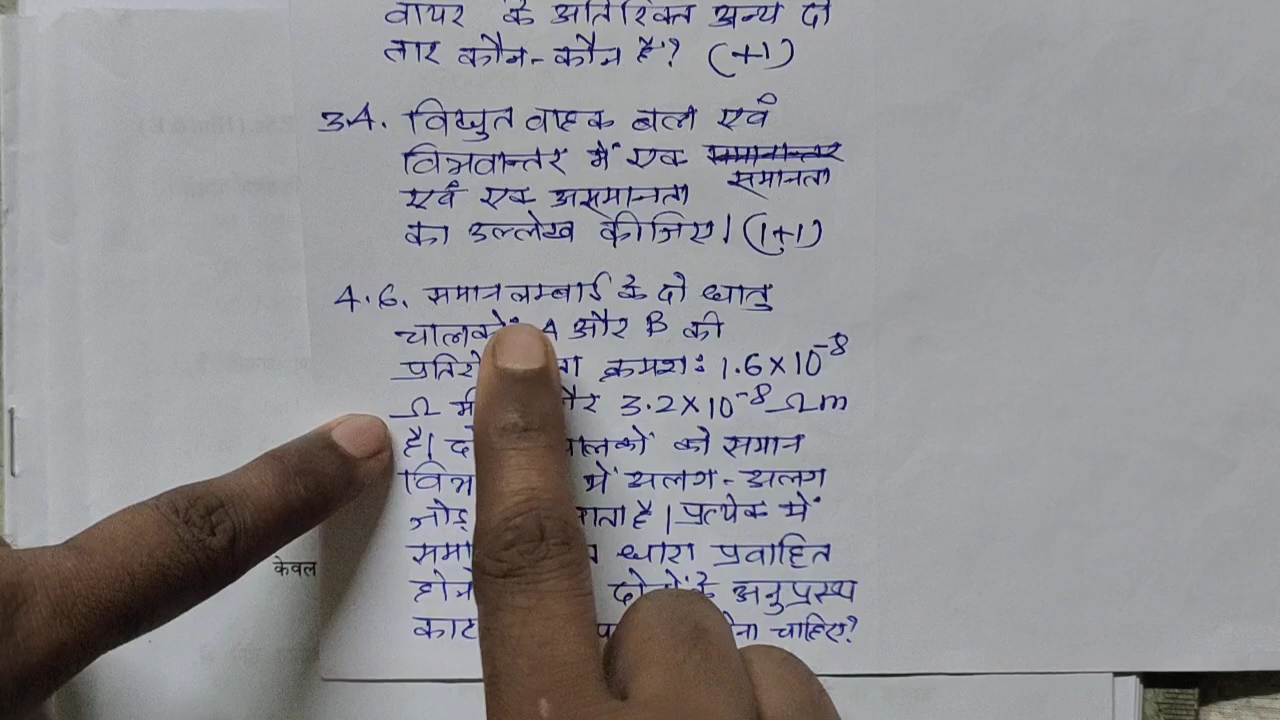 वायर के अतिरिक्त अन्य दो
तार कौन-कौन है? (+1)
3A. विद्युत वाहक बल एवं
विभवान्तर में एक समानान्तर
समानता
एवं एक असमानता
का उल्लेख कीजिए। (1+1)
4.6. समान लम्बाई के दो धातु
चालकों A और B की
क्रमशः 1.6×10⁻⁸
Ω 3.2×10⁻⁸ Ωm
है। को समान
में अलग-अलग
है। प्रत्येक में
धारा प्रवाहित
के अनुप्रस्थ
चाहिए?
केवल